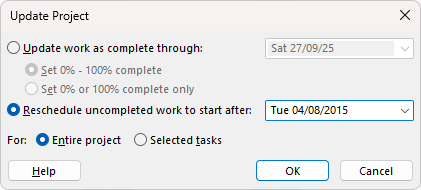 Update Project
Update work as complete through:
Sat 27/09/25
Set 0% - 100% complete
Set 0% or 100% complete only
Reschedule uncompleted work to start after:
Tue 04/08/2015
For:
Entire project
Selected tasks
Help
OK
Cancel